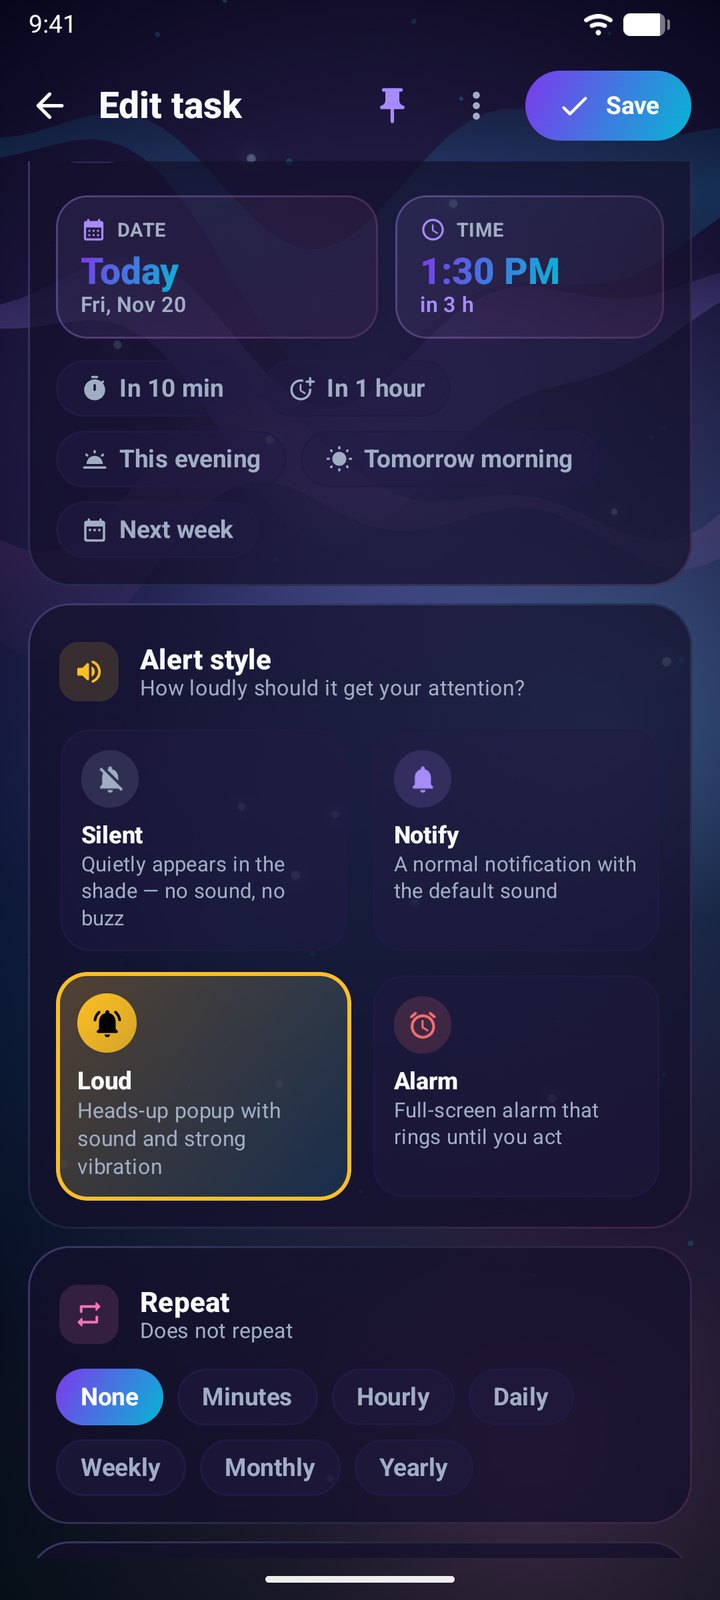 9:41
Edit task
Save
DATE
Today
Fri, Nov 20
TIME
1:30 PM
in 3 h
In 10 min
In 1 hour
This evening
Tomorrow morning
Next week
Alert style
How loudly should it get your attention?
Silent
Quietly appears in the
shade — no sound, no
buzz
Notify
A normal notification with
the default sound
Loud
Heads-up popup with
sound and strong
vibration
Alarm
Full-screen alarm that
rings until you act
Repeat
Does not repeat
None
Minutes
Hourly
Daily
Weekly
Monthly
Yearly